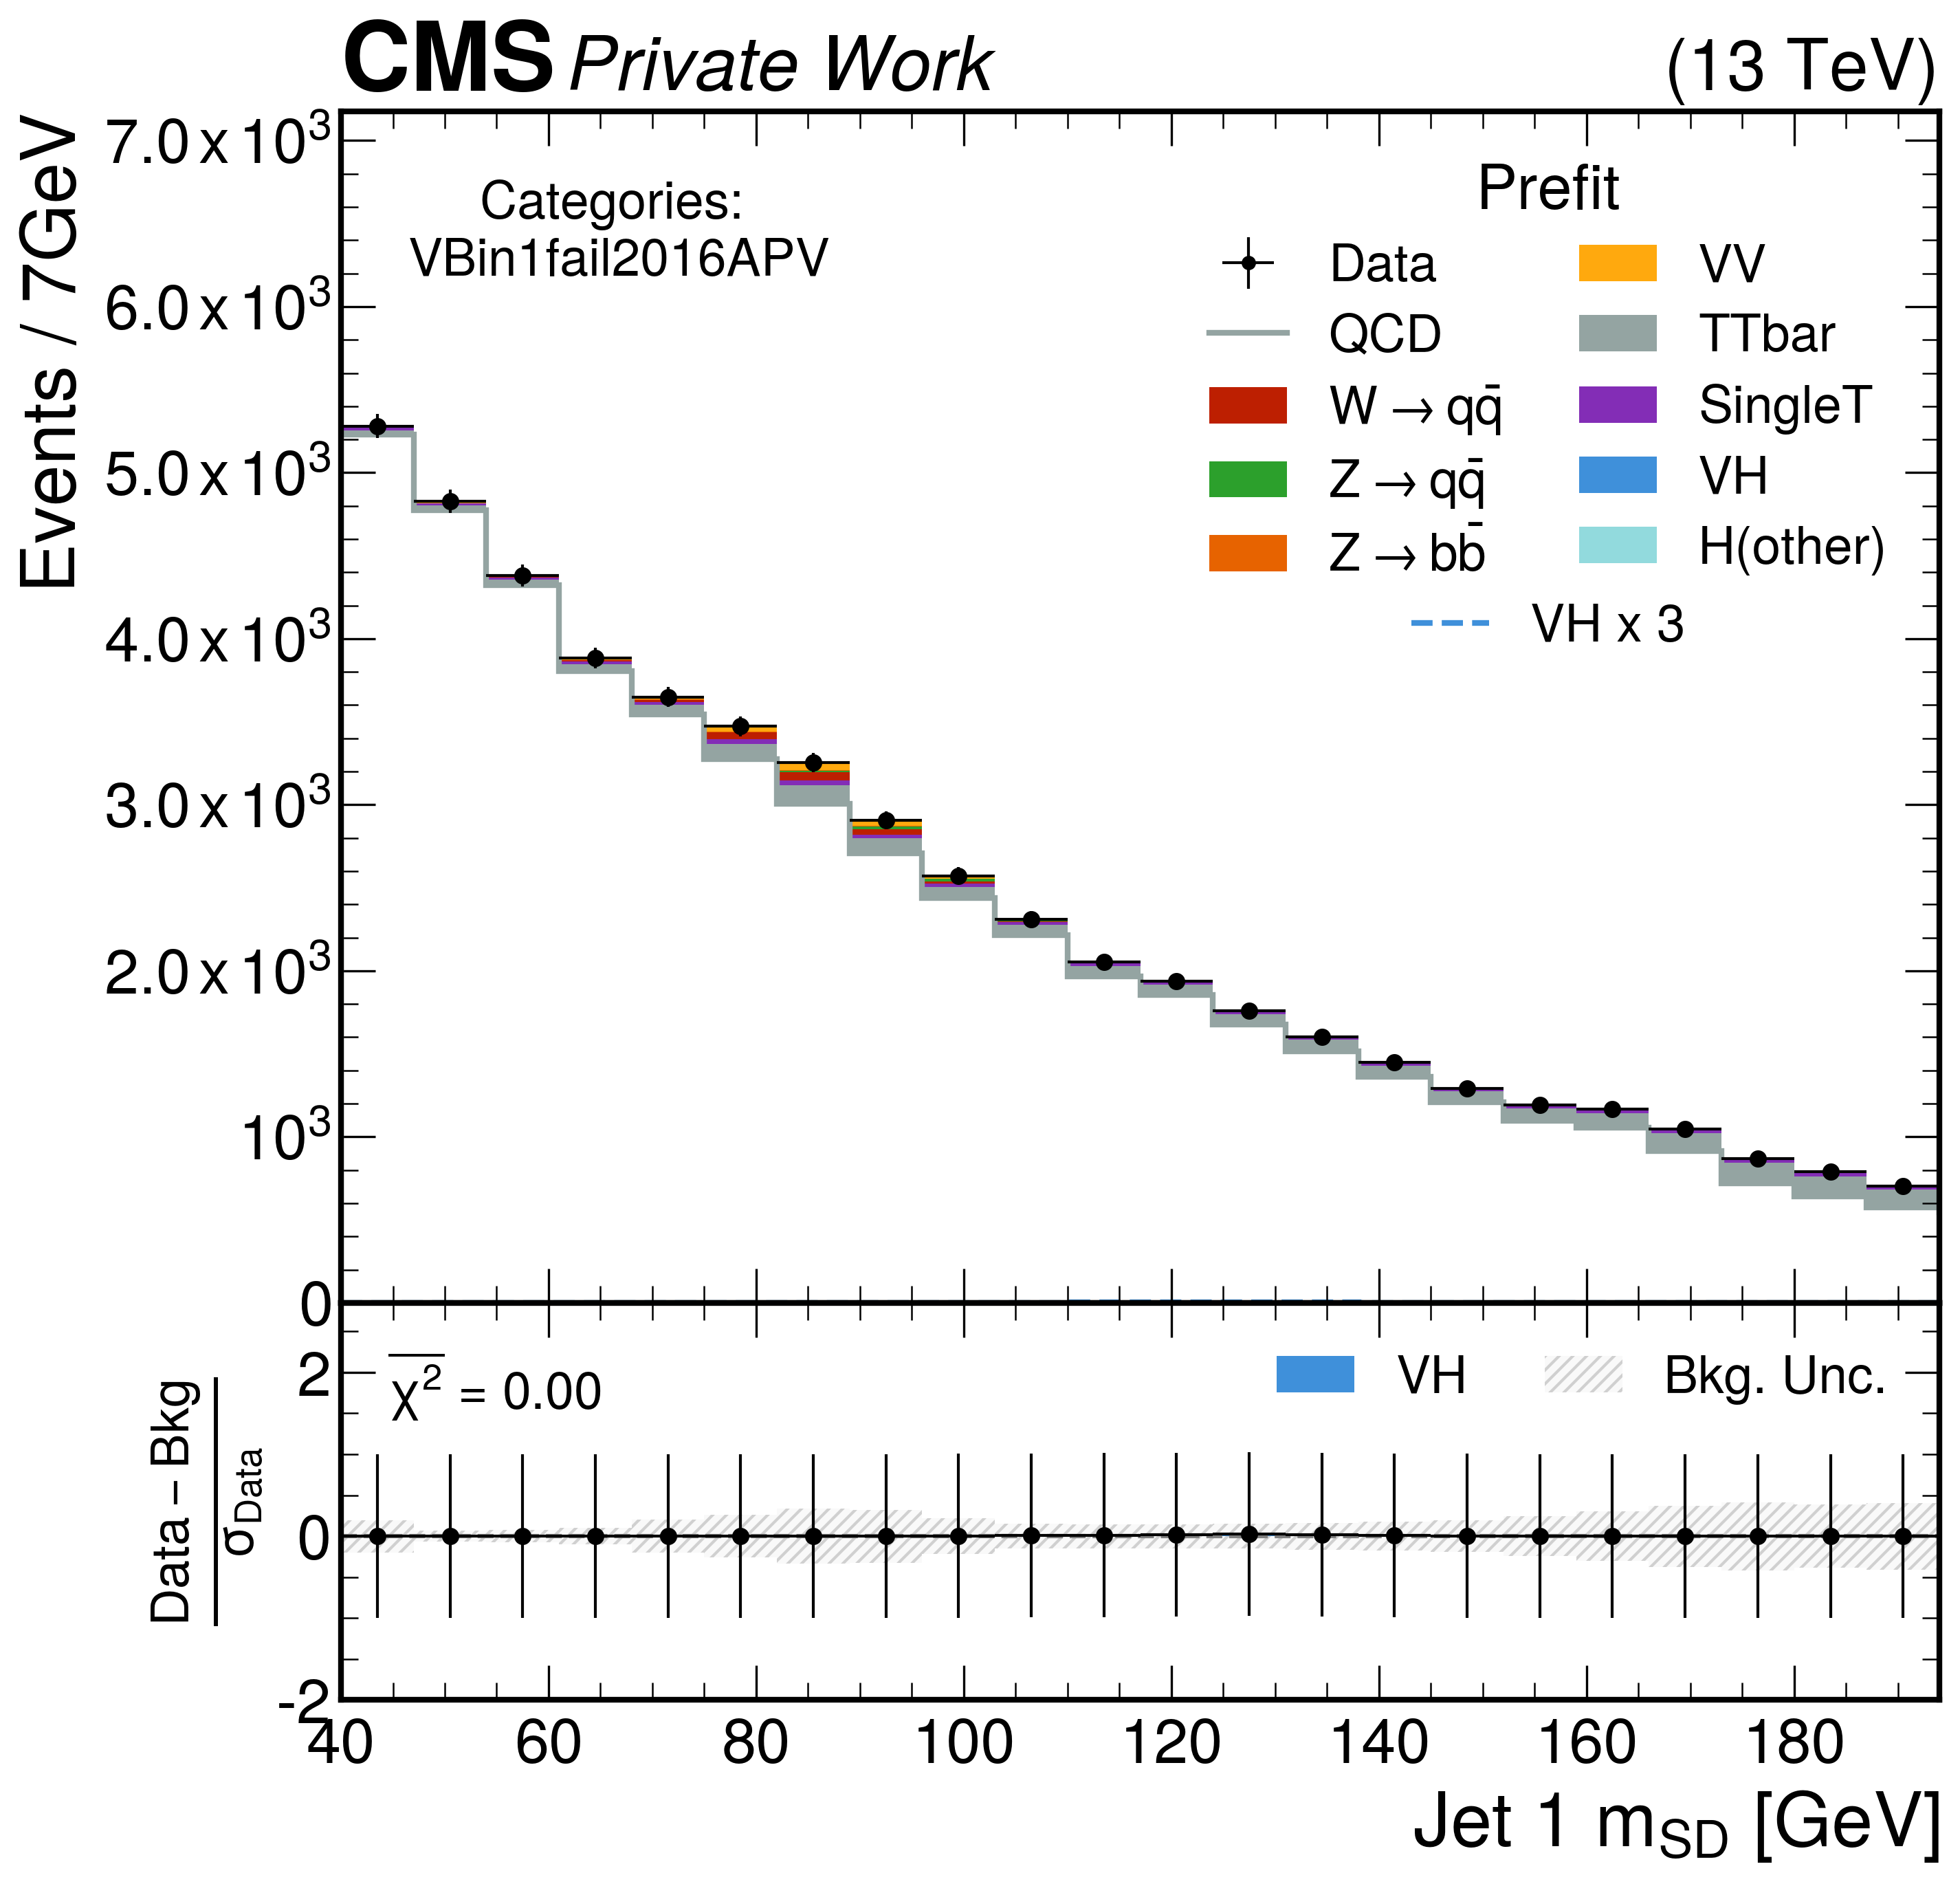 CMS Private Work (13 TeV)
Events / 7GeV
7.0 x 10³
6.0 x 10³
5.0 x 10³
4.0 x 10³
3.0 x 10³
2.0 x 10³
10³
0
Categories:
VBin1fail2016APV
Prefit
Data VV
QCD TTbar
W → qq̄ SingleT
Z → qq̄ VH
Z → bb̄ H(other)
VH x 3
Data – Bkg
σData
2
0
-2
χ² = 0.00
VH Bkg. Unc.
40 60 80 100 120 140 160 180
Jet 1 mSD [GeV]